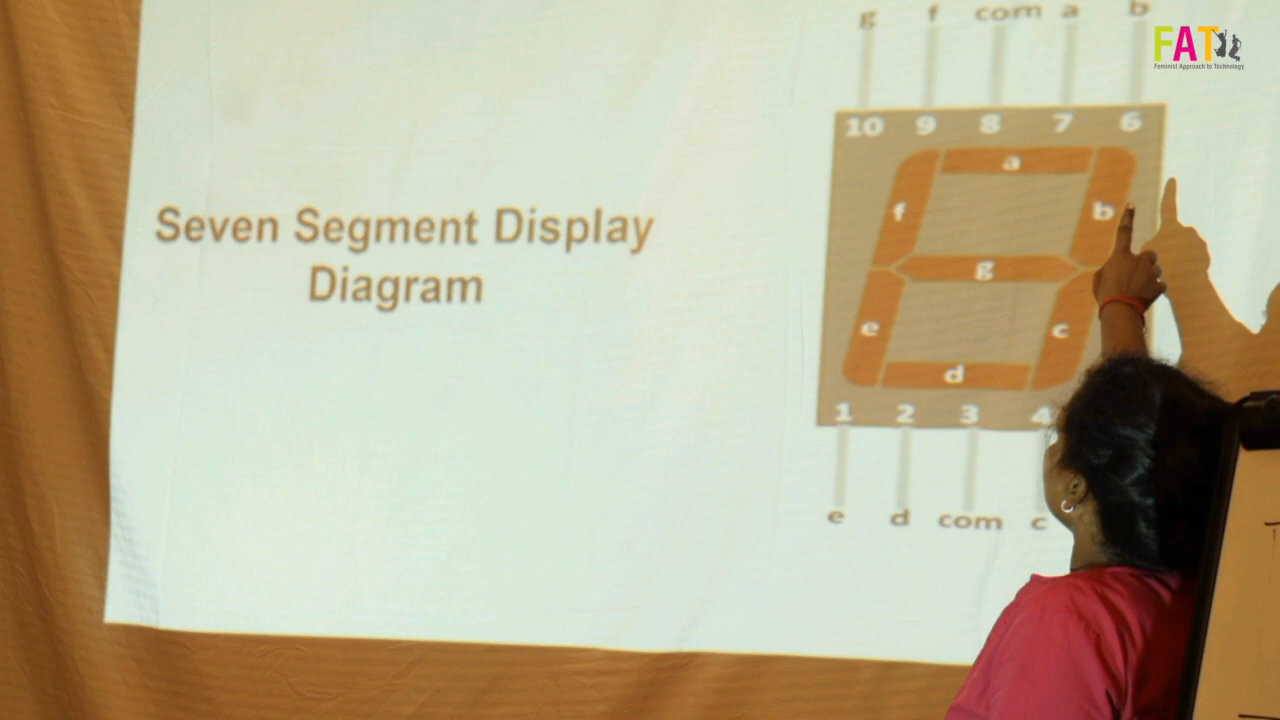 g f com a b
FAT
Feminist Approach to Technology
10 9 8 7 6
a
f b
Seven Segment Display
Diagram
g
e c
d
1 2 3 4
e d com c